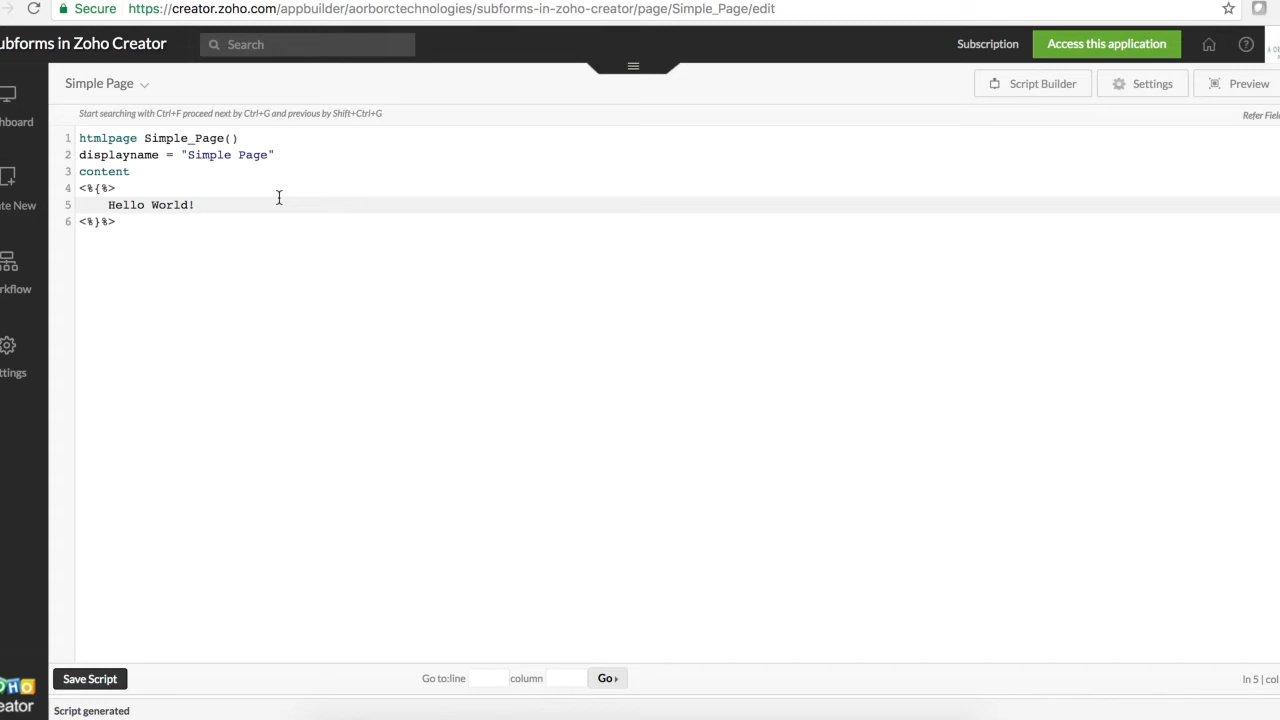 Secure https://creator.zoho.com/appbuilder/aorborctechnologies/subforms-in-zoho-creator/page/Simple_Page/edit
ubforms in Zoho Creator Search Subscription Access this application
Simple Page Script Builder Settings Preview
Start searching with Ctrl+F proceed next by Ctrl+G and previous by Shift+Ctrl+G Refer Fiel
hboard
te New
rkflow
ttings
1 htmlpage Simple_Page()
2 displayname = "Simple Page"
3 content
4 <%{%>
5 Hello World!
6 <%}%>
Save Script Go to:line column Go ln 5 | col
Script generated
OHO
eator